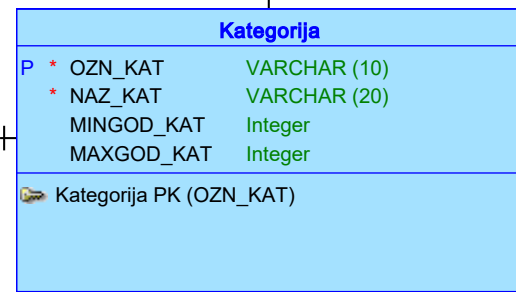 Kategorija
P * OZN_KAT VARCHAR (10)
* NAZ_KAT VARCHAR (20)
MINGOD_KAT Integer
MAXGOD_KAT Integer
Kategorija PK (OZN_KAT)